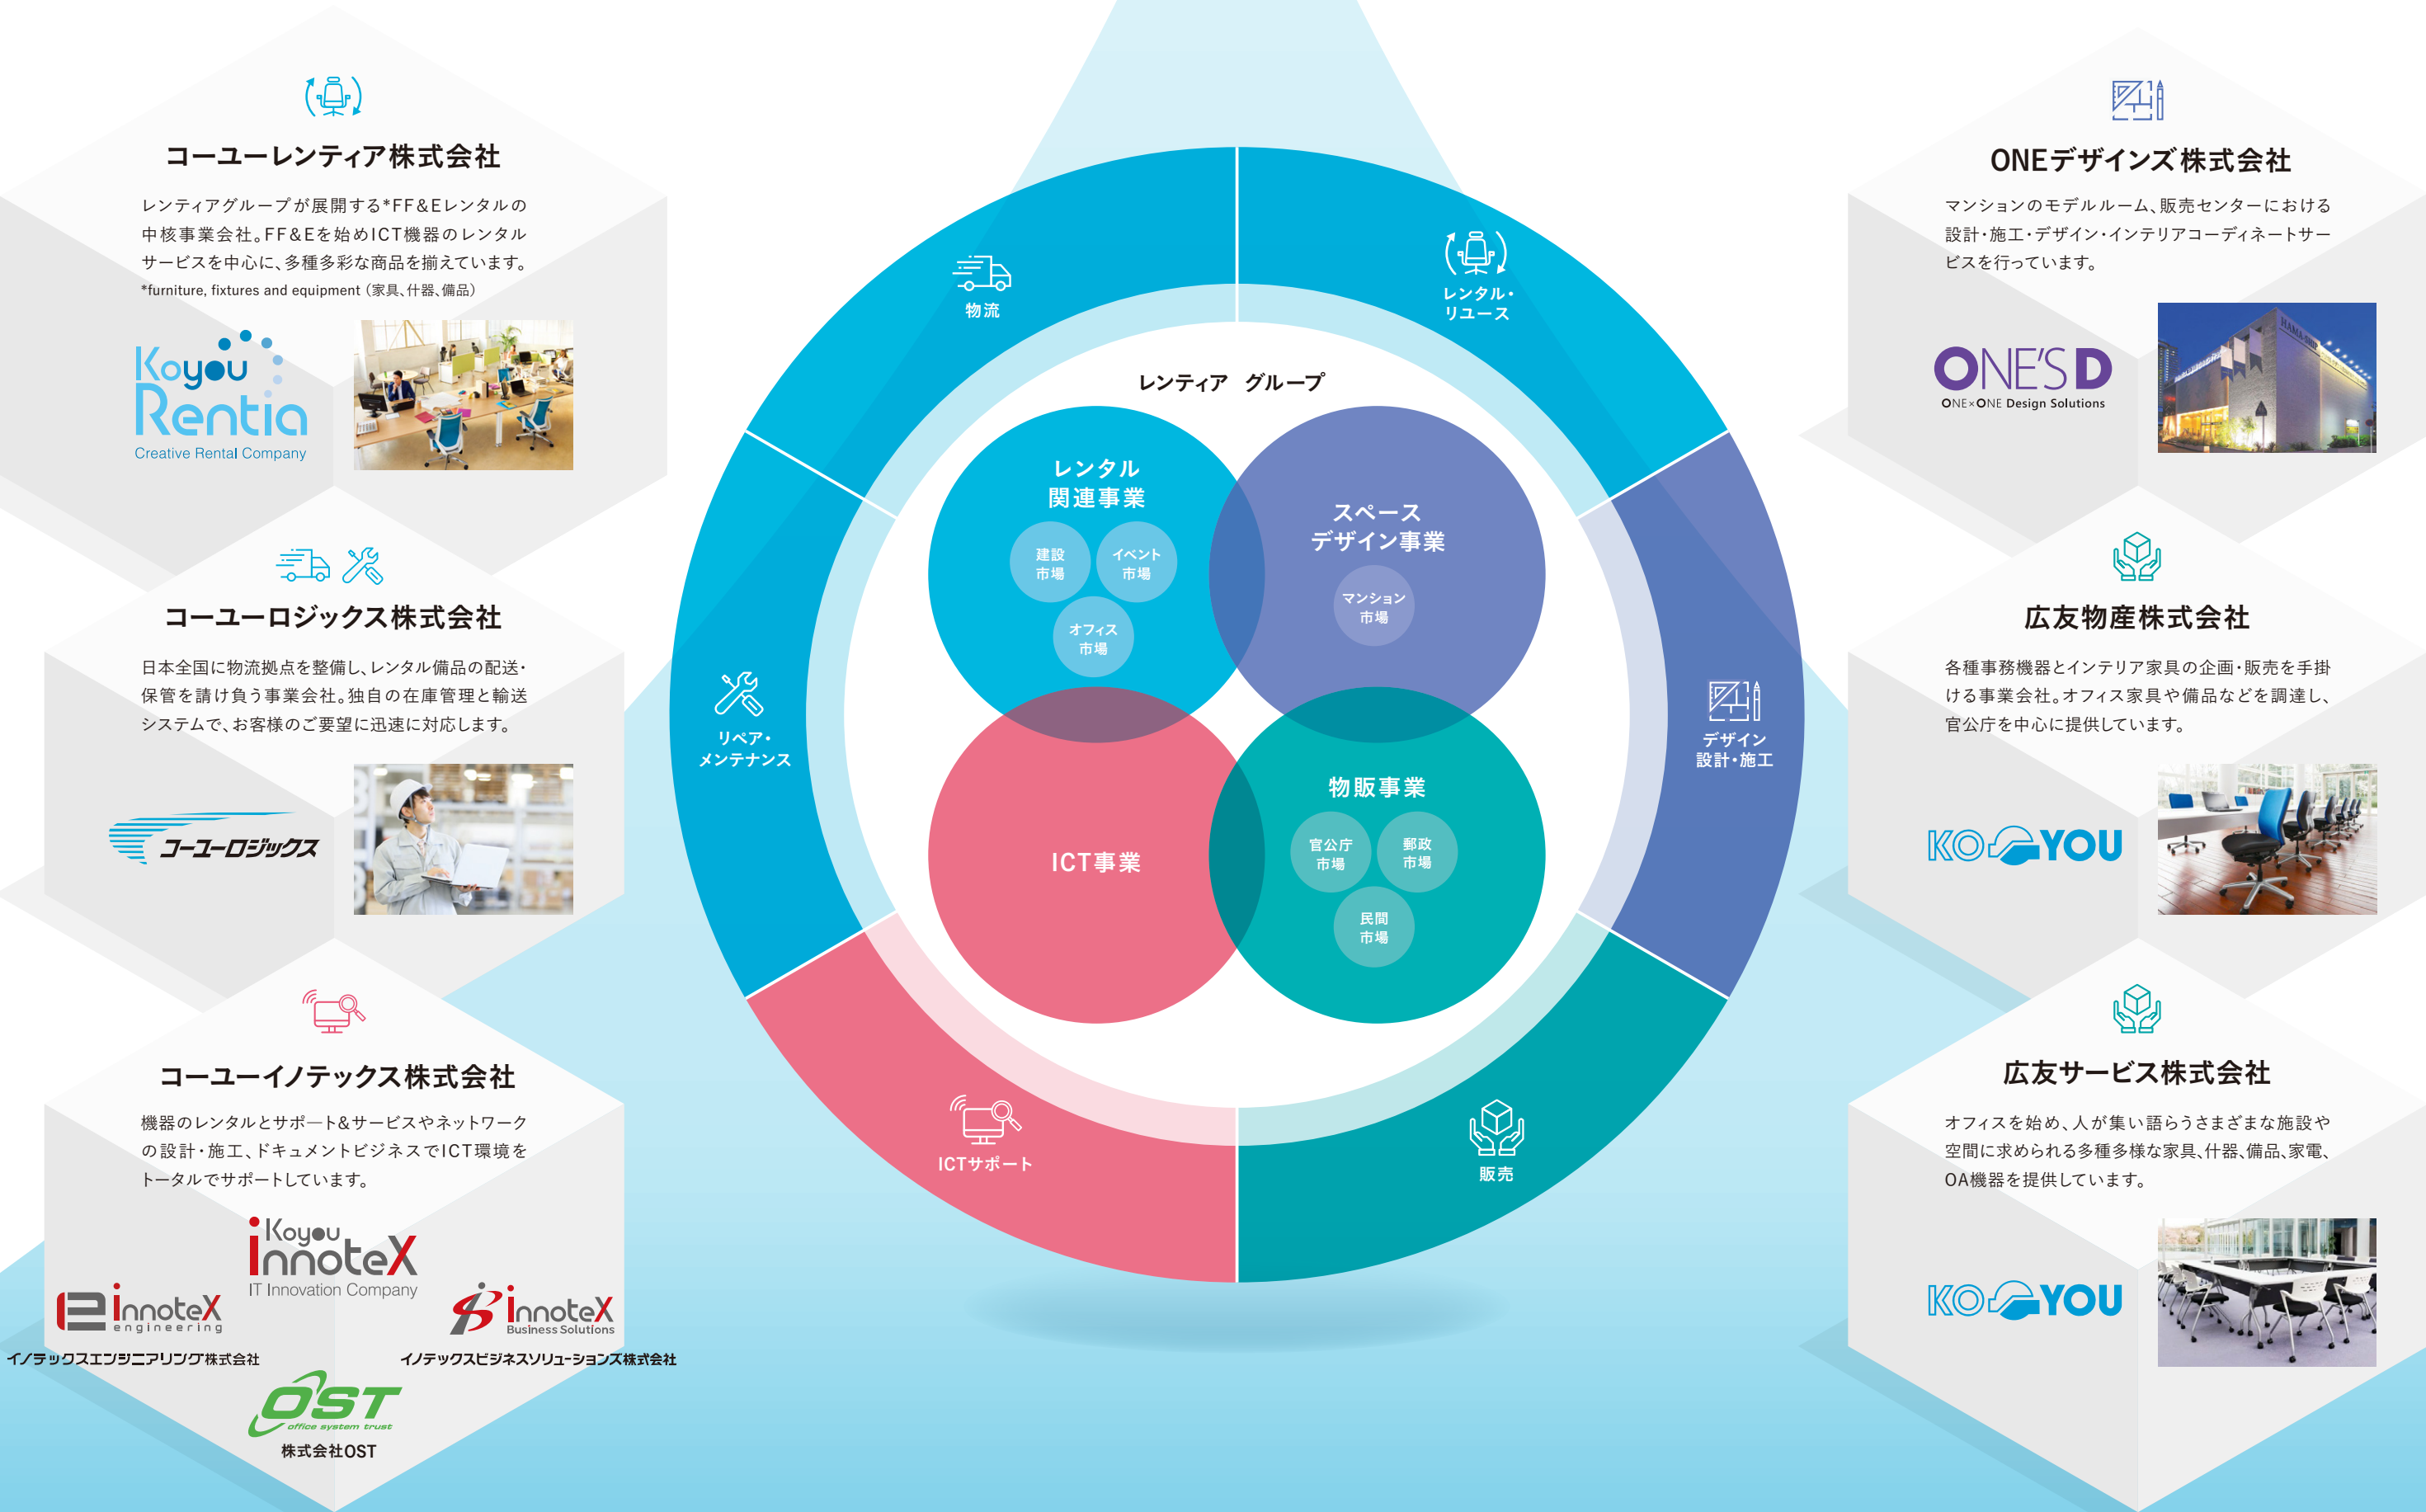 コーユーレンティア株式会社
レンティアグループが展開する*FF&Eレンタルの
中核事業会社。FF&Eを始めICT機器のレンタル
サービスを中心に、多種多彩な商品を揃えています。
*furniture, fixtures and equipment（家具、什器、備品）
Koyou
Rentia
Creative Rental Company
コーユーロジックス株式会社
日本全国に物流拠点を整備し、レンタル備品の配送・
保管を請け負う事業会社。独自の在庫管理と輸送
システムで、お客様のご要望に迅速に対応します。
コーユーロジックス
コーユーイノテックス株式会社
機器のレンタルとサポート&サービスやネットワーク
の設計・施工、ドキュメントビジネスでICT環境を
トータルでサポートしています。
Koyou
innoteX
IT Innovation Company
innoteX
engineering
イノテックスエンジニアリング株式会社
innoteX
Business Solutions
イノテックスビジネスソリューションズ株式会社
OST
office system trust
株式会社OST
物流
レンタル・
リユース
リペア・
メンテナンス
デザイン
設計・施工
ICTサポート
販売
レンティア グループ
レンタル
関連事業
建設
市場
イベント
市場
オフィス
市場
スペース
デザイン事業
マンション
市場
ICT事業
物販事業
官公庁
市場
郵政
市場
民間
市場
ONEデザインズ株式会社
マンションのモデルルーム、販売センターにおける
設計・施工・デザイン・インテリアコーディネートサー
ビスを行っています。
ONE'S D
ONE×ONE Design Solutions
広友物産株式会社
各種事務機器とインテリア家具の企画・販売を手掛
ける事業会社。オフィス家具や備品などを調達し、
官公庁を中心に提供しています。
KO YOU
広友サービス株式会社
オフィスを始め、人が集い語らうさまざまな施設や
空間に求められる多種多様な家具、什器、備品、家電、
OA機器を提供しています。
KO YOU